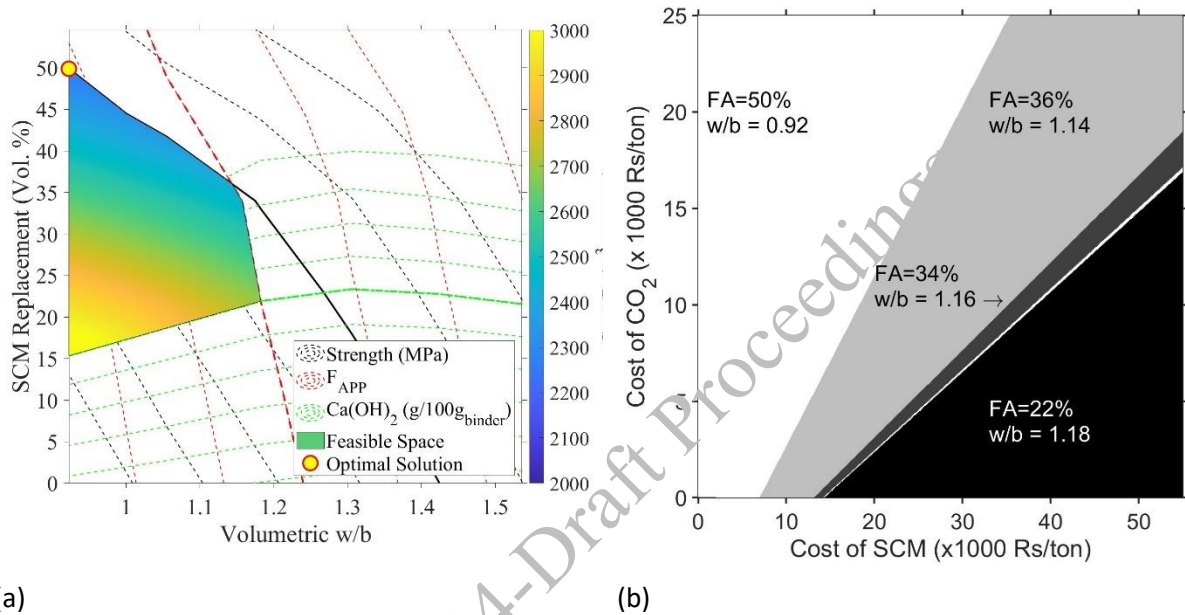 50
45
40
35
30
25
20
15
10
5
0
SCM Replacement (Vol. %)
1
1.1
1.2
1.3
1.4
1.5
Volumetric w/b
Strength (MPa)
F_APP
Ca(OH)_2 (g/100g_binder)
Feasible Space
Optimal Solution
3000
2900
2800
2700
2600
2500
2400
2300
2200
2100
2000
(b)
25
20
15
10
0
Cost of CO_2 (x 1000 Rs/ton)
FA=50%
w/b = 0.92
FA=36%
w/b = 1.14
FA=34%
w/b = 1.16 →
FA=22%
w/b = 1.18
0
10
20
30
40
50
Cost of SCM (x1000 Rs/ton)
4-Draft Proceedings